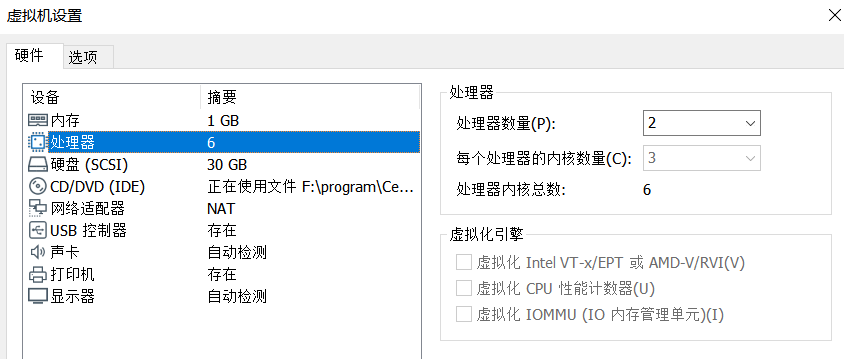 虚拟机设置
硬件 选项
设备 摘要
内存 1 GB
处理器 6
硬盘 (SCSI) 30 GB
CD/DVD (IDE) 正在使用文件 F:\program\Ce...
网络适配器 NAT
USB 控制器 存在
声卡 自动检测
打印机 存在
显示器 自动检测
处理器
处理器数量(P): 2
每个处理器的内核数量(C): 3
处理器内核总数: 6
虚拟化引擎
虚拟化 Intel VT-x/EPT 或 AMD-V/RVI(V)
虚拟化 CPU 性能计数器(U)
虚拟化 IOMMU (IO 内存管理单元)(I)